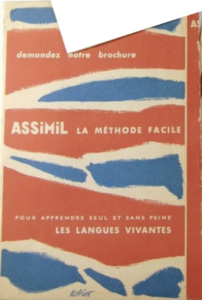 demandez notre brochure
ASSiMiL LA MÉTHODE FACILE
POUR APPRENDRE SEUL ET SANS PEINE
LES LANGUES VIVANTES